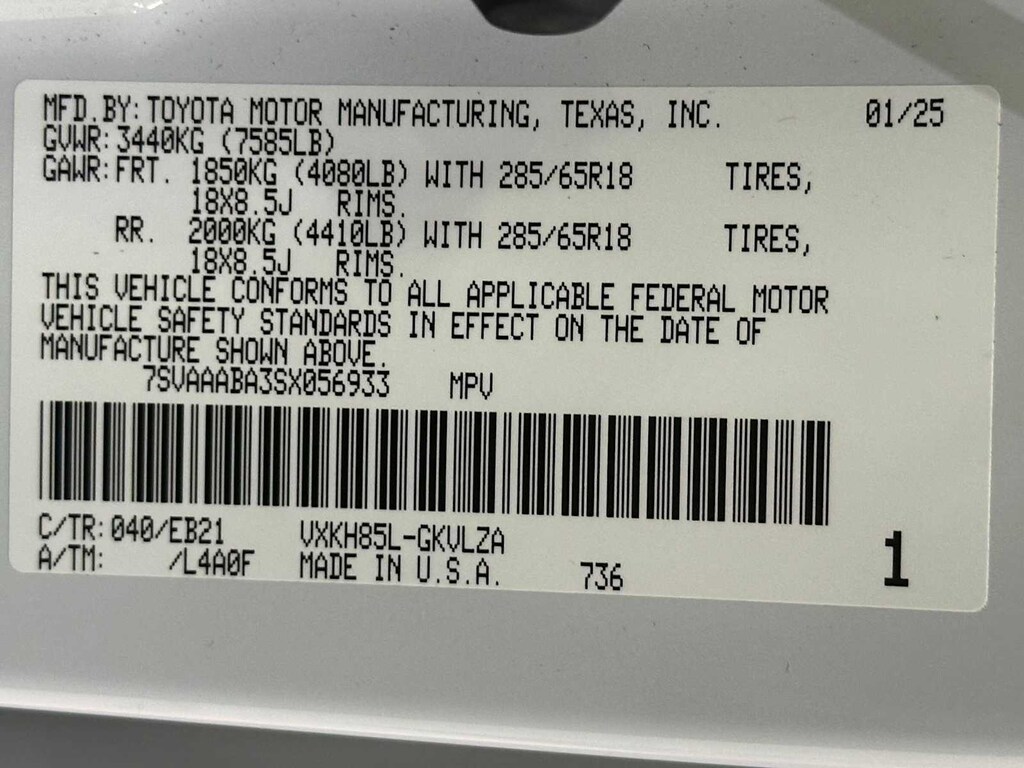 MFD.BY: TOYOTA MOTOR MANUFACTURING, TEXAS, INC. 01/25
GVWR: 3440KG (7585LB)
GAWR: FRT. 1850KG (4080LB) WITH 285/65R18 TIRES,
18X8.5J RIMS.
RR. 2000KG (4410LB) WITH 285/65R18 TIRES,
18X8.5J RIMS.
THIS VEHICLE CONFORMS TO ALL APPLICABLE FEDERAL MOTOR
VEHICLE SAFETY STANDARDS IN EFFECT ON THE DATE OF
MANUFACTURE SHOWN ABOVE.
7SVAAABA3SX056933 MPV
C/TR: 040/EB21 VXKH85L-GKVLZA
A/TM: /L4A0F MADE IN U.S.A. 736 1